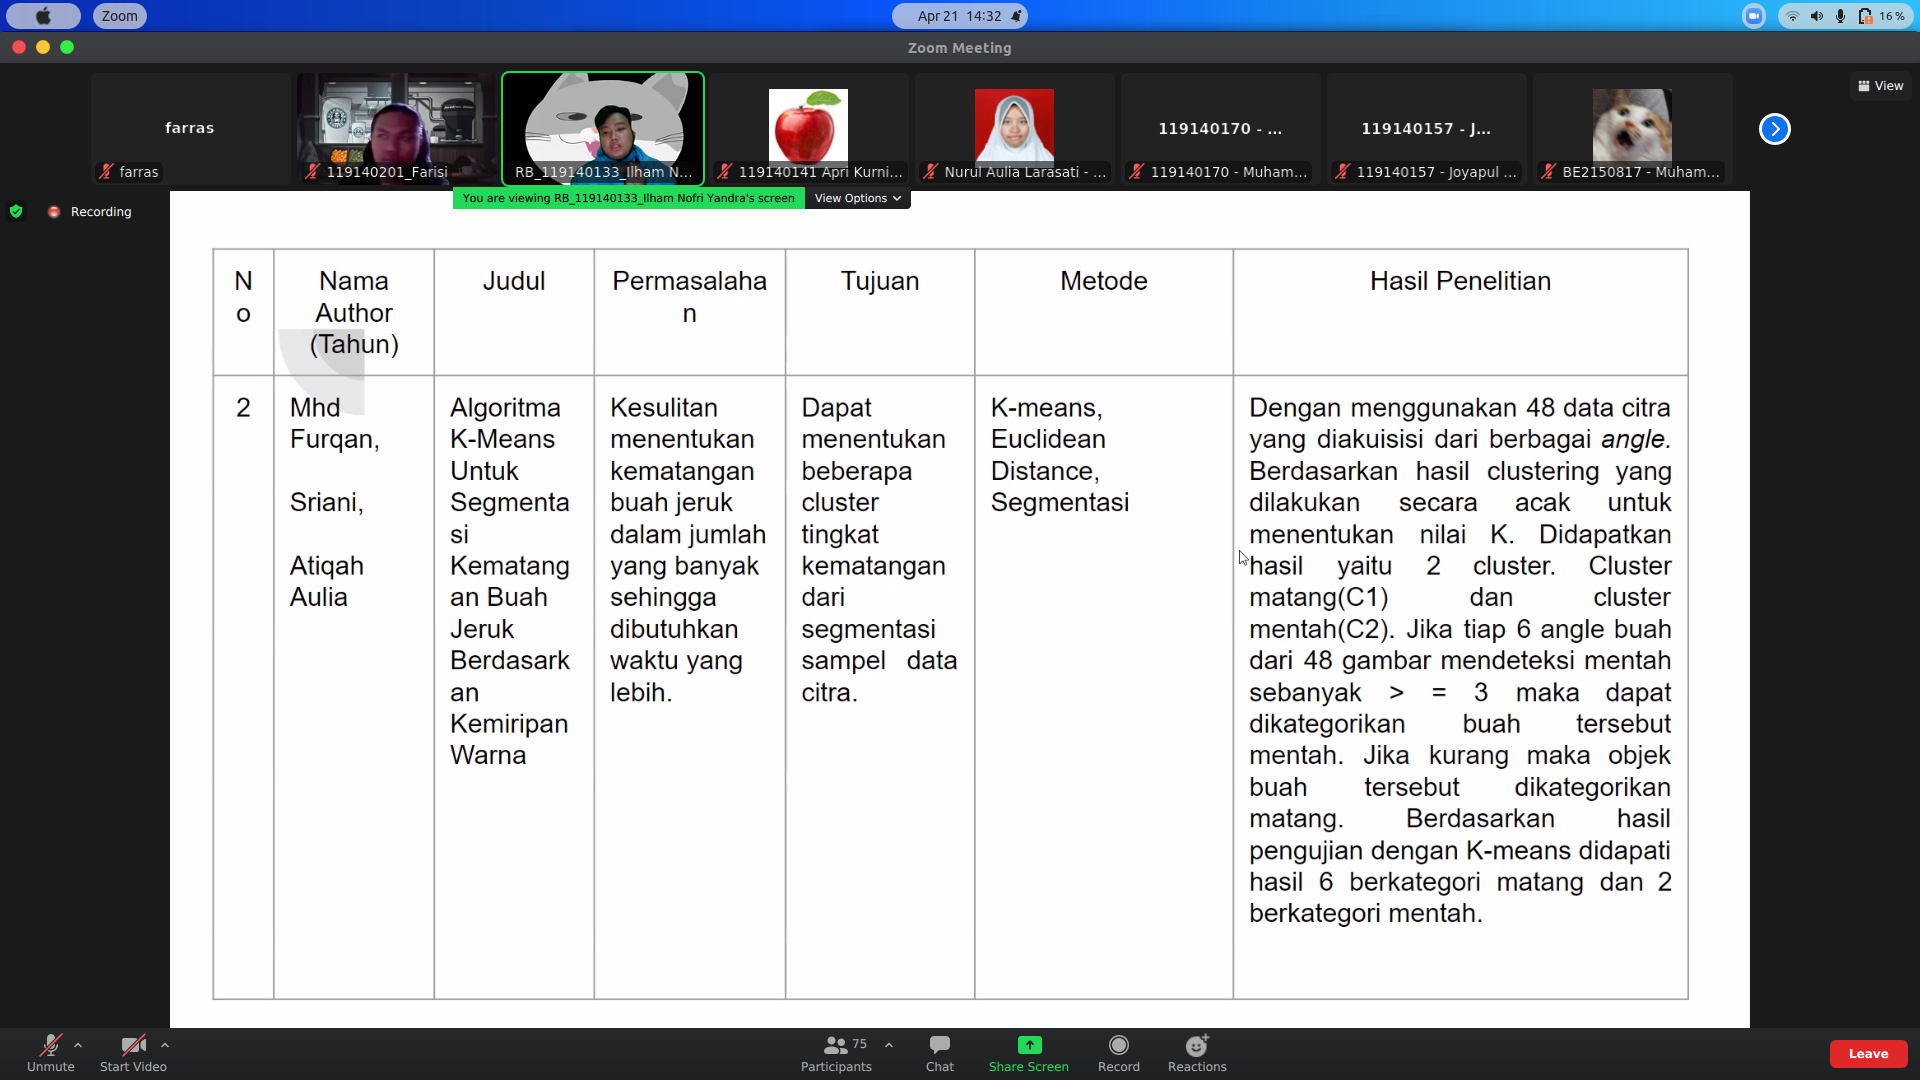 Zoom
Apr 21 14:32
16 %
Zoom Meeting
View
farras
119140170 - ...
119140157 - J...
farras
119140201_Farisi
RB_119140133_Ilham N...
119140141 Apri Kurni...
Nurul Aulia Larasati - ...
119140170 - Muham...
119140157 - Joyapul ...
BE2150817 - Muham...
You are viewing RB_119140133_Ilham Nofri Yandra's screen
View Options
Recording
N
o
Nama
Author
(Tahun)
Judul
Permasalaha
n
Tujuan
Metode
Hasil Penelitian
2
Mhd
Furqan,
Sriani,
Atiqah
Aulia
Algoritma
K-Means
Untuk
Segmenta
si
Kematang
an Buah
Jeruk
Berdasark
an
Kemiripan
Warna
Kesulitan
menentukan
kematangan
buah jeruk
dalam jumlah
yang banyak
sehingga
dibutuhkan
waktu yang
lebih.
Dapat
menentukan
beberapa
cluster
tingkat
kematangan
dari
segmentasi
sampel data
citra.
K-means,
Euclidean
Distance,
Segmentasi
Dengan menggunakan 48 data citra
yang diakuisisi dari berbagai angle.
Berdasarkan hasil clustering yang
dilakukan secara acak untuk
menentukan nilai K. Didapatkan
hasil yaitu 2 cluster. Cluster
matang(C1) dan cluster
mentah(C2). Jika tiap 6 angle buah
dari 48 gambar mendeteksi mentah
sebanyak > = 3 maka dapat
dikategorikan buah tersebut
mentah. Jika kurang maka objek
buah tersebut dikategorikan
matang. Berdasarkan hasil
pengujian dengan K-means didapati
hasil 6 berkategori matang dan 2
berkategori mentah.
Unmute
Start Video
75
Participants
Chat
Share Screen
Record
Reactions
Leave